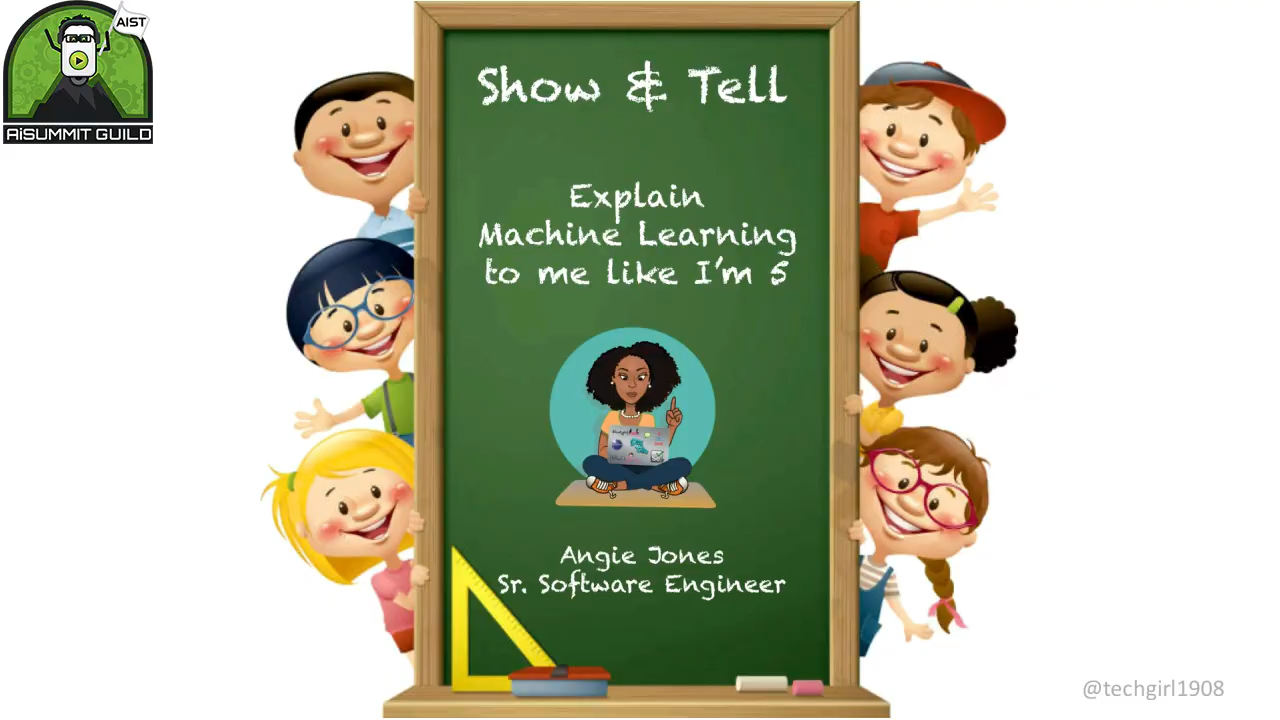 AIST
AiSUMMIT GUILD
Show & Tell
Explain
Machine Learning
to me like I'm 5
Angie Jones
Sr. Software Engineer
@techgirl1908